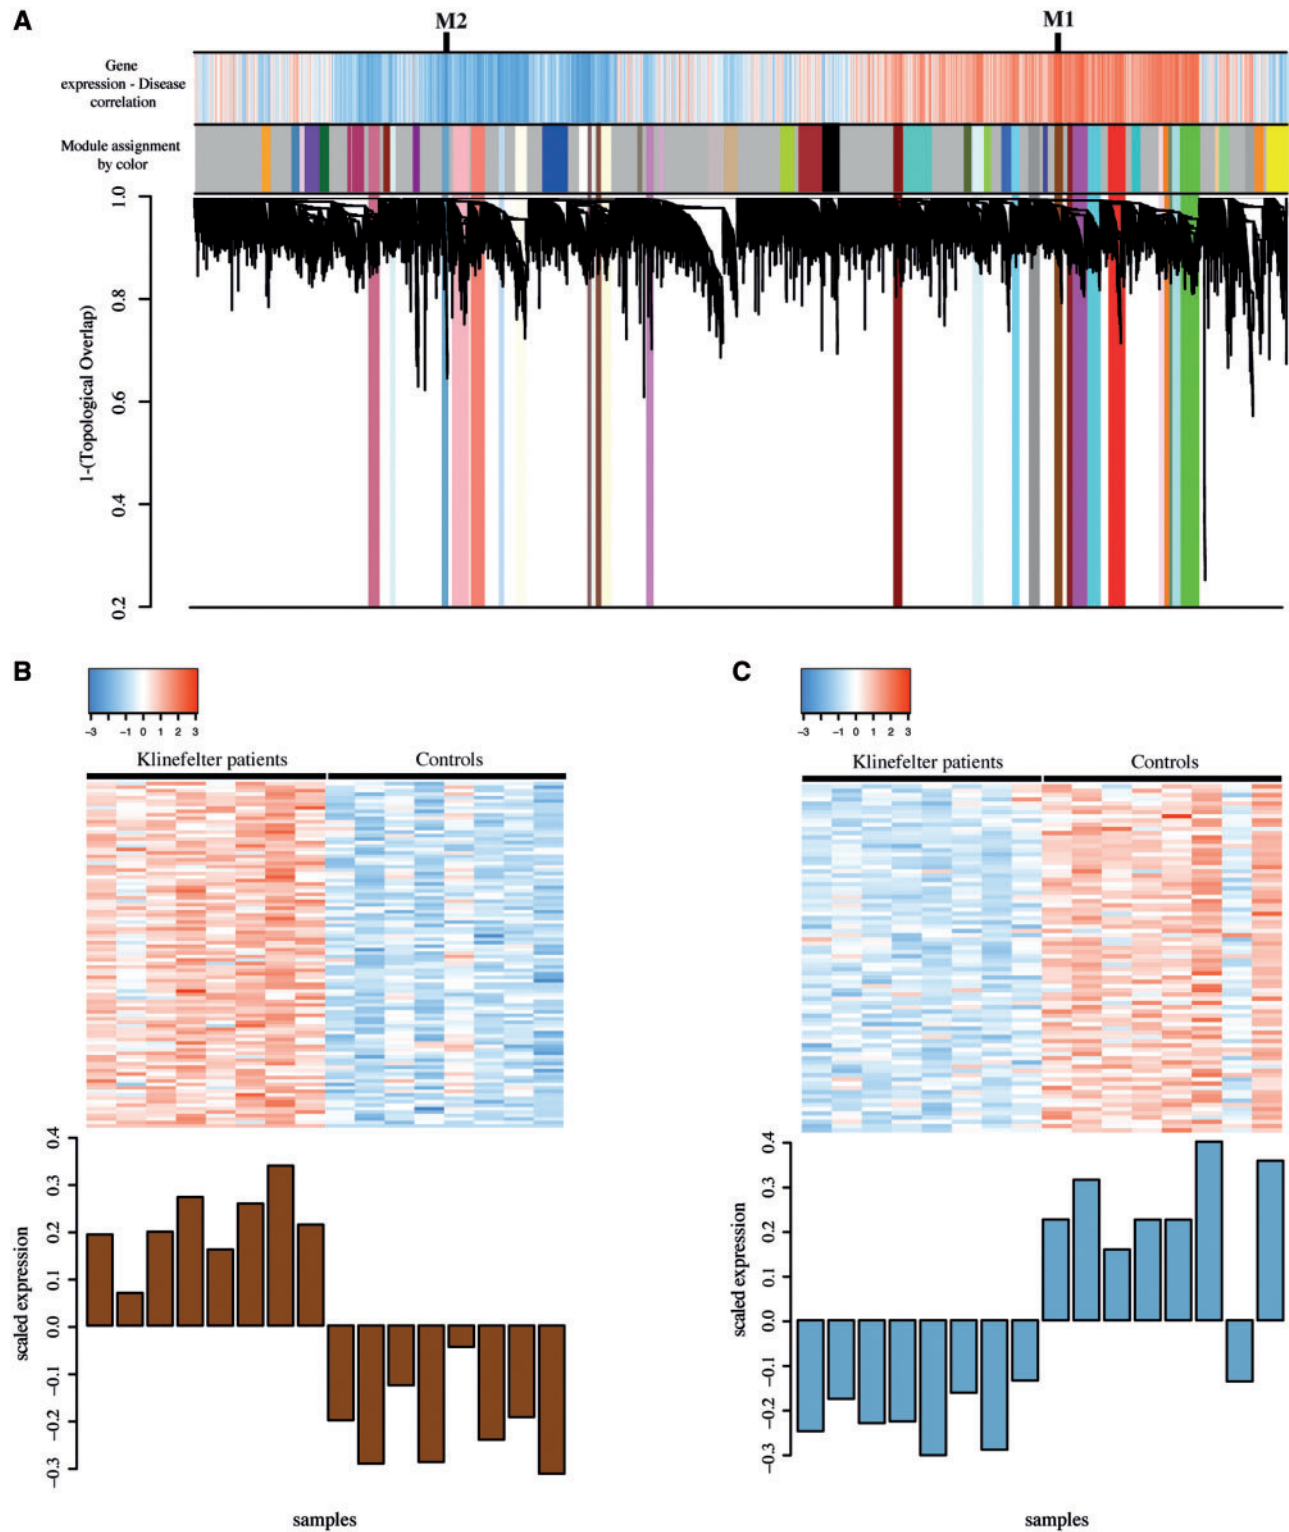 A
M2
M1
Gene
expression - Disease
correlation
Module assignment
by color
1-(Topological Overlap)
1.0
0.8
0.6
0.4
0.2
B
−3 −1 0 1 2 3
Klinefelter patients Controls
scaled expression
0.4
0.3
0.2
0.1
0.0
−0.1
−0.2
−0.3
samples
C
−3 −1 0 1 2 3
Klinefelter patients Controls
scaled expression
0.4
0.3
0.2
0.1
0.0
−0.1
−0.2
−0.3
samples